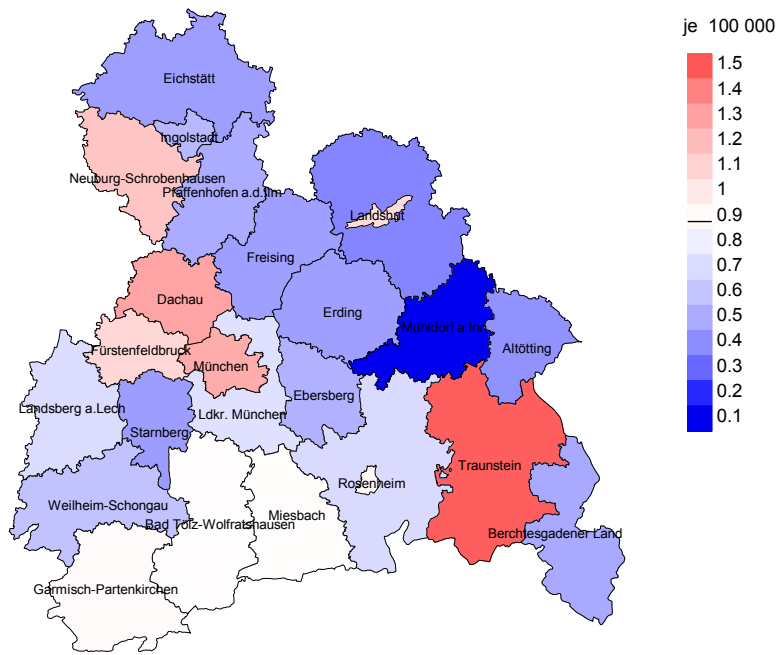 je 100 000
1.5
1.4
1.3
1.2
1.1
1
0.9
0.8
0.7
0.6
0.5
0.4
0.3
0.2
0.1
Eichstätt
Ingolstadt
Neuburg-Schrobenhausen
Pfaffenhofen a.d.Ilm
Landshut
Freising
Dachau
Erding
Mühldorf a.Inn
Altötting
Fürstenfeldbruck
München
Ebersberg
Landsberg a.Lech
Ldkr. München
Starnberg
Traunstein
Rosenheim
Weilheim-Schongau
Miesbach
Bad Tölz-Wolfratshausen
Berchtesgadener Land
Garmisch-Partenkirchen